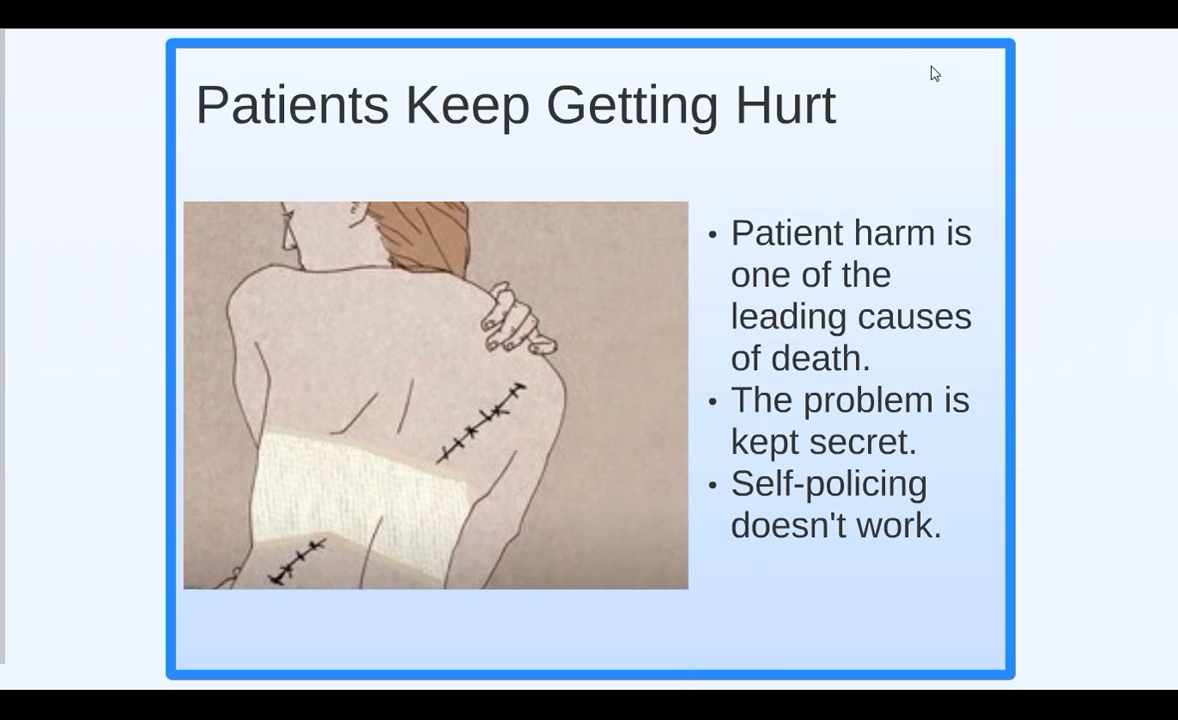 Patients Keep Getting Hurt
• Patient harm is
one of the
leading causes
of death.
• The problem is
kept secret.
• Self-policing
doesn't work.